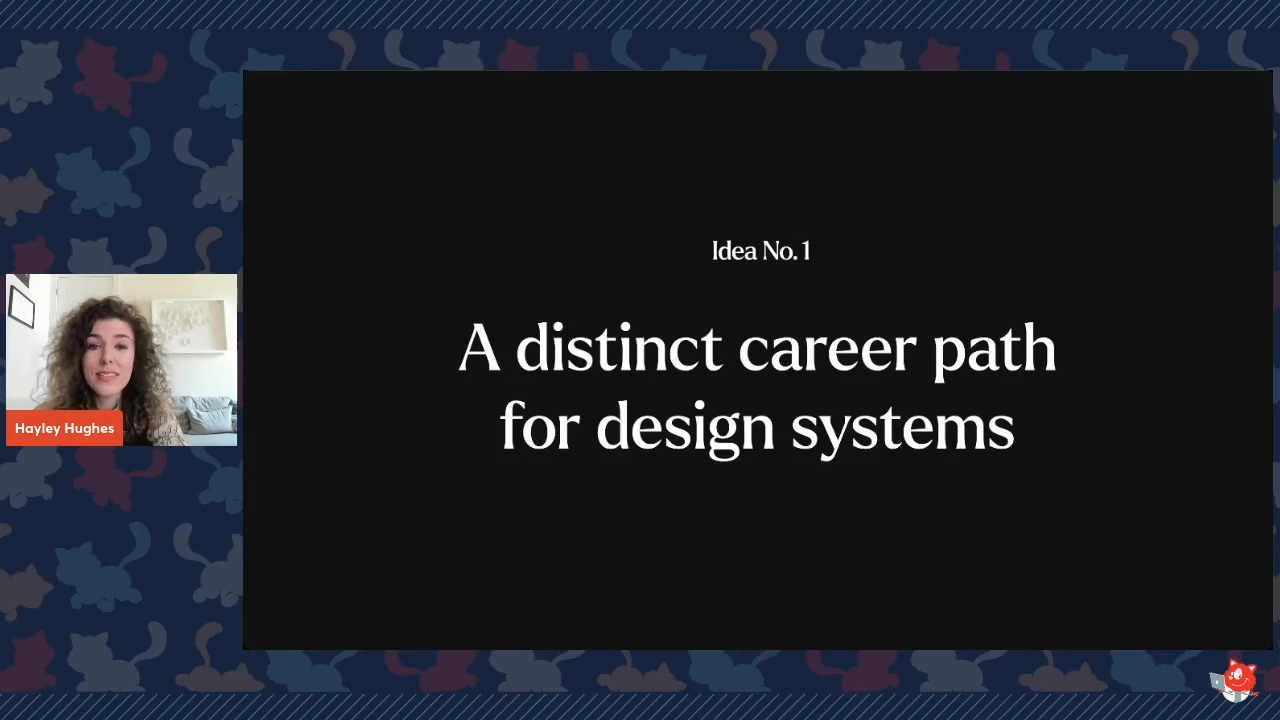 Idea No. 1
A distinct career path
for design systems
Hayley Hughes